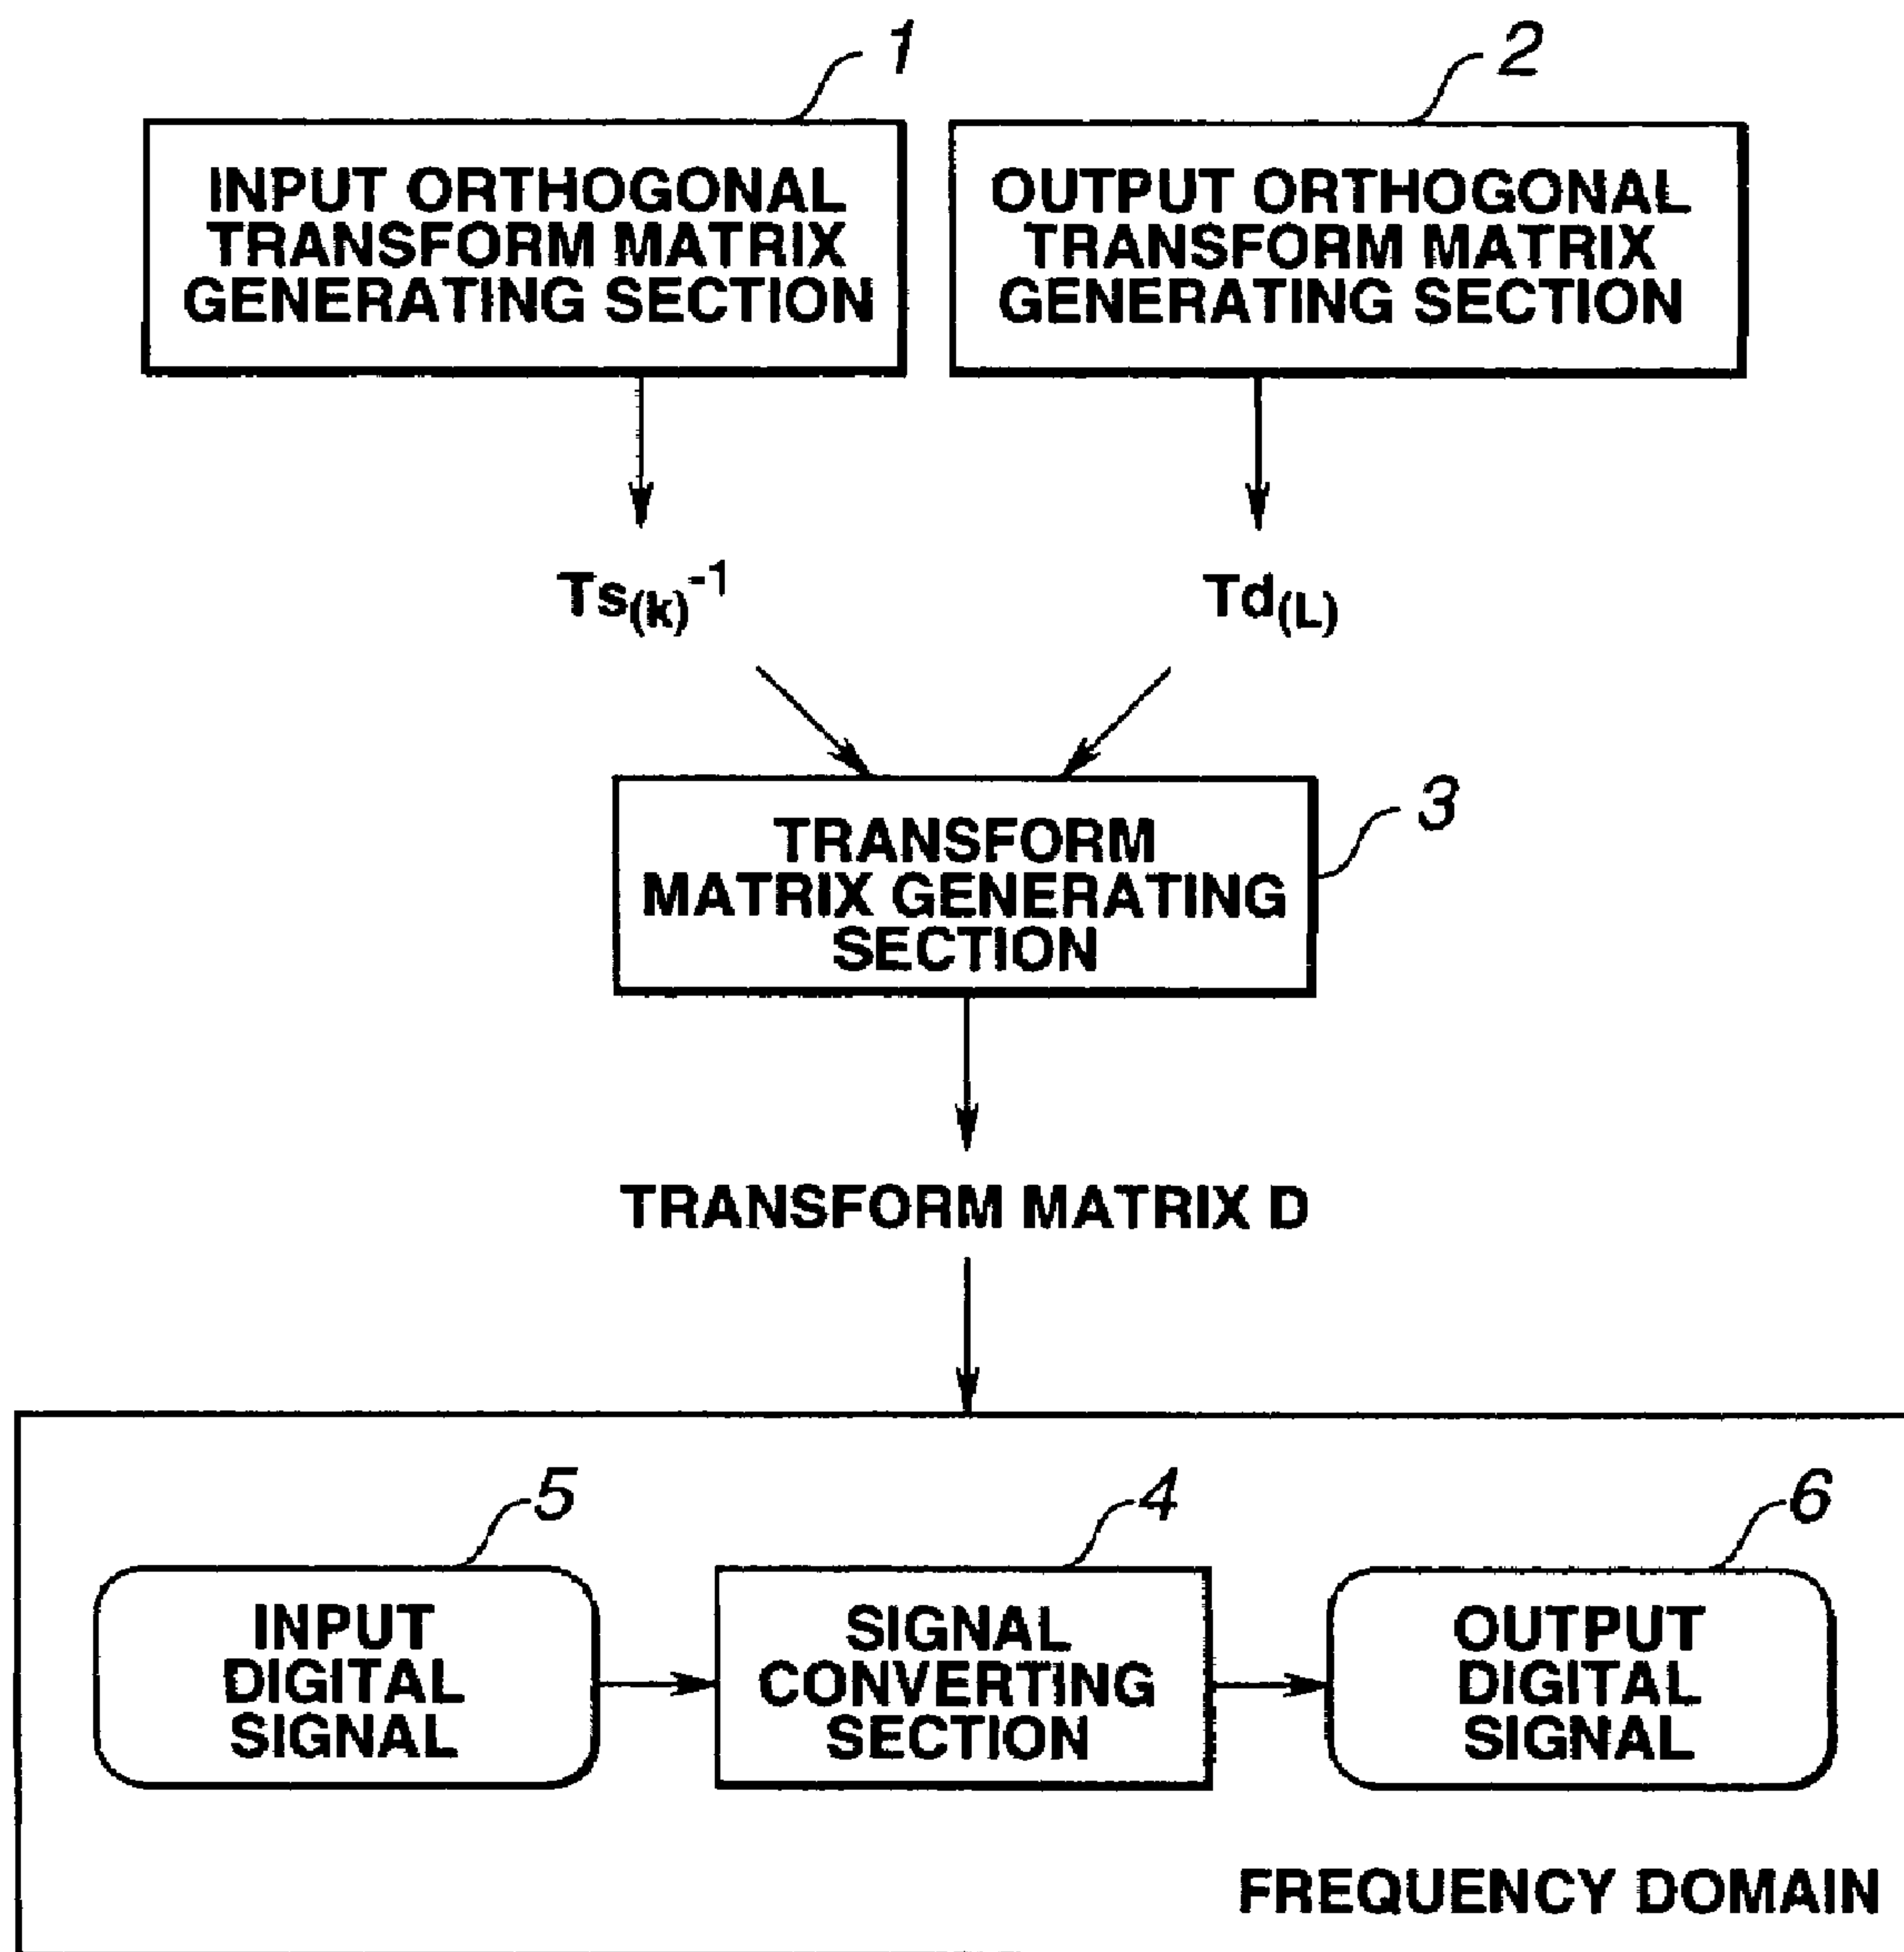 1
2
INPUT ORTHOGONAL
TRANSFORM MATRIX
GENERATING SECTION
OUTPUT ORTHOGONAL
TRANSFORM MATRIX
GENERATING SECTION
Ts(k)-1
Td(L)
3
TRANSFORM
MATRIX GENERATING
SECTION
TRANSFORM MATRIX D
5
4
6
INPUT
DIGITAL
SIGNAL
SIGNAL
CONVERTING
SECTION
OUTPUT
DIGITAL
SIGNAL
FREQUENCY DOMAIN